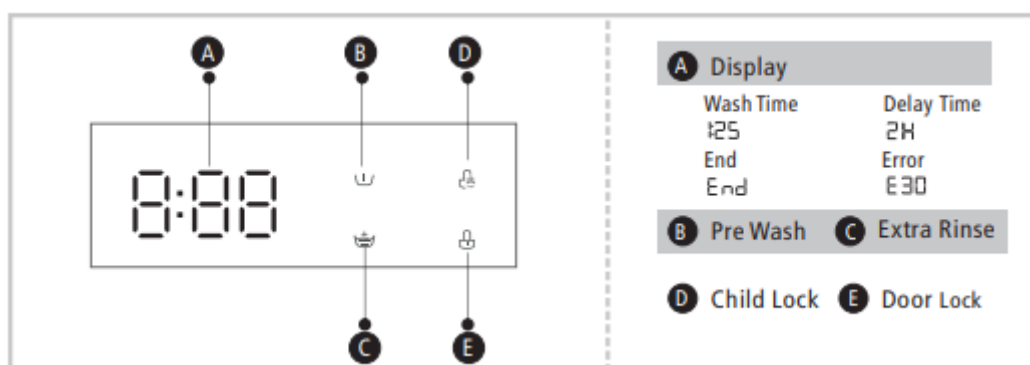 A B D
8:88
C E
A Display
Wash Time Delay Time
1:25 2H
End Error
End E30
B Pre Wash C Extra Rinse
D Child Lock E Door Lock